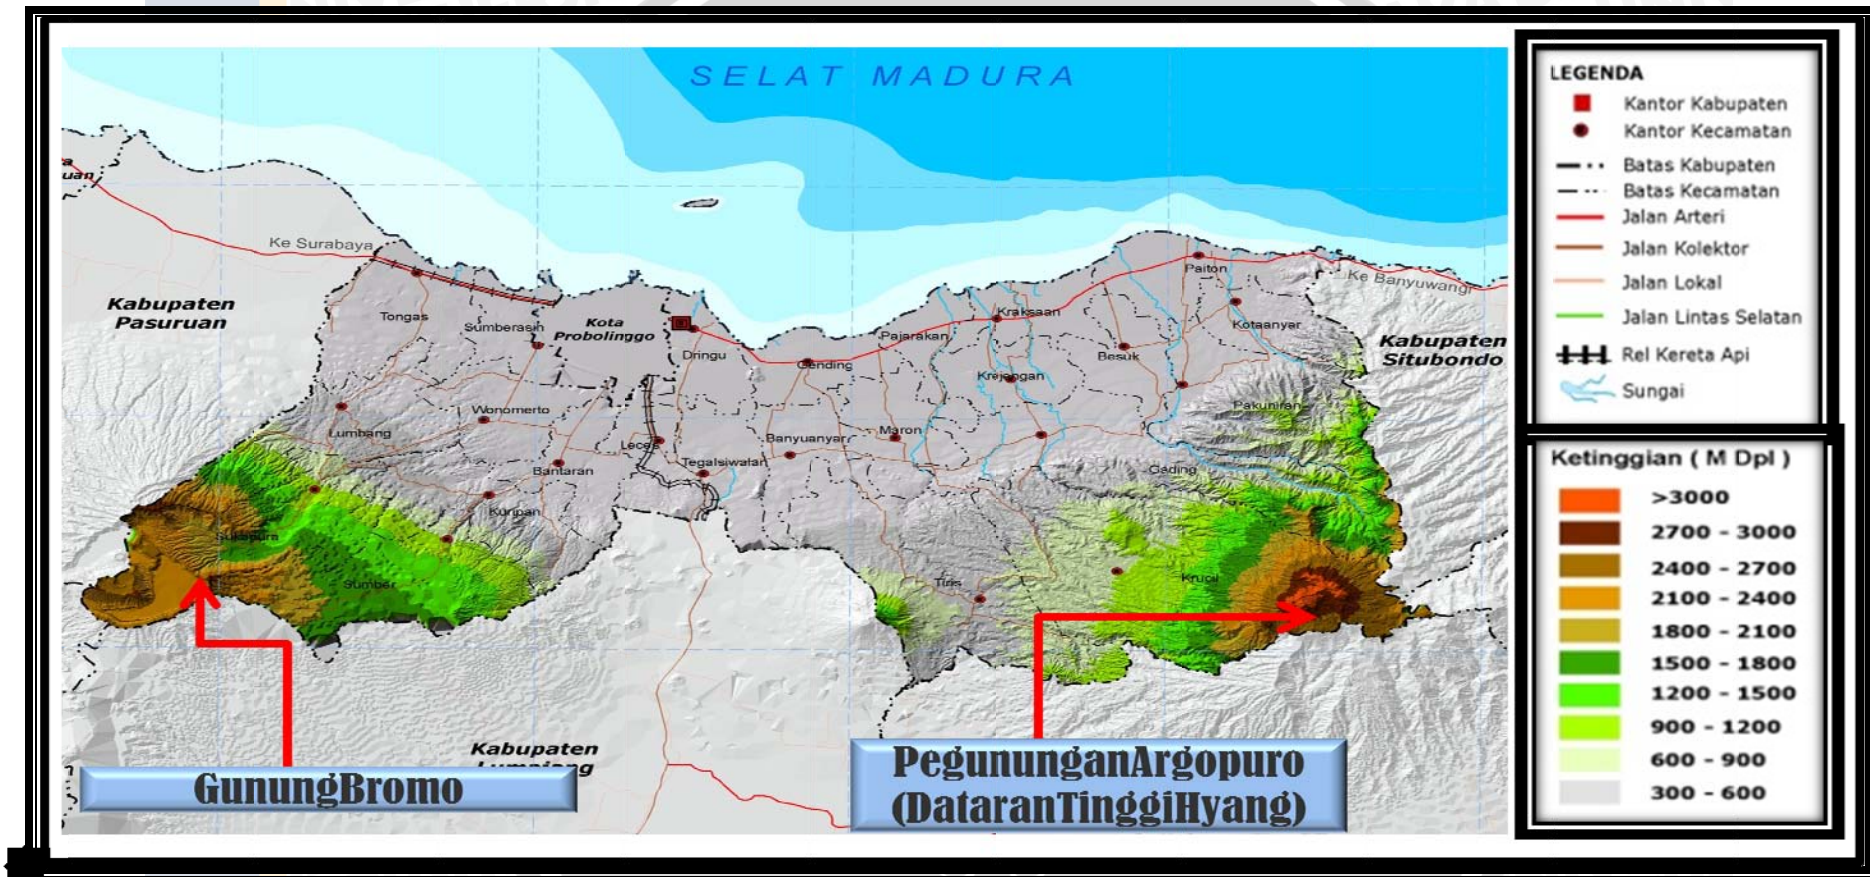 SELAT MADURA
uan
Ke Surabaya
Kabupaten
Pasuruan
Tongas
Sumberasih
Kota
Probolinggo
Dringu
Gending
Pajarakan
Kraksaan
Paiton
Ke Banyuwangi
Kotaanyar
Kabupaten
Situbondo
Besuk
Krejengan
Pakuniran
Wonomerto
Lumbang
Leces
Banyuanyar
Maron
Bantaran
Tegalsiwalan
Gading
Kuripan
Sukapura
Sumber
Tiris
Krucil
Kabupaten
Lumajang
GunungBromo
PegununganArgopuro
(DataranTinggiHyang)
LEGENDA
Kantor Kabupaten
Kantor Kecamatan
Batas Kabupaten
Batas Kecamatan
Jalan Arteri
Jalan Kolektor
Jalan Lokal
Jalan Lintas Selatan
Rel Kereta Api
Sungai
Ketinggian ( M Dpl )
>3000
2700 - 3000
2400 - 2700
2100 - 2400
1800 - 2100
1500 - 1800
1200 - 1500
900 - 1200
600 - 900
300 - 600